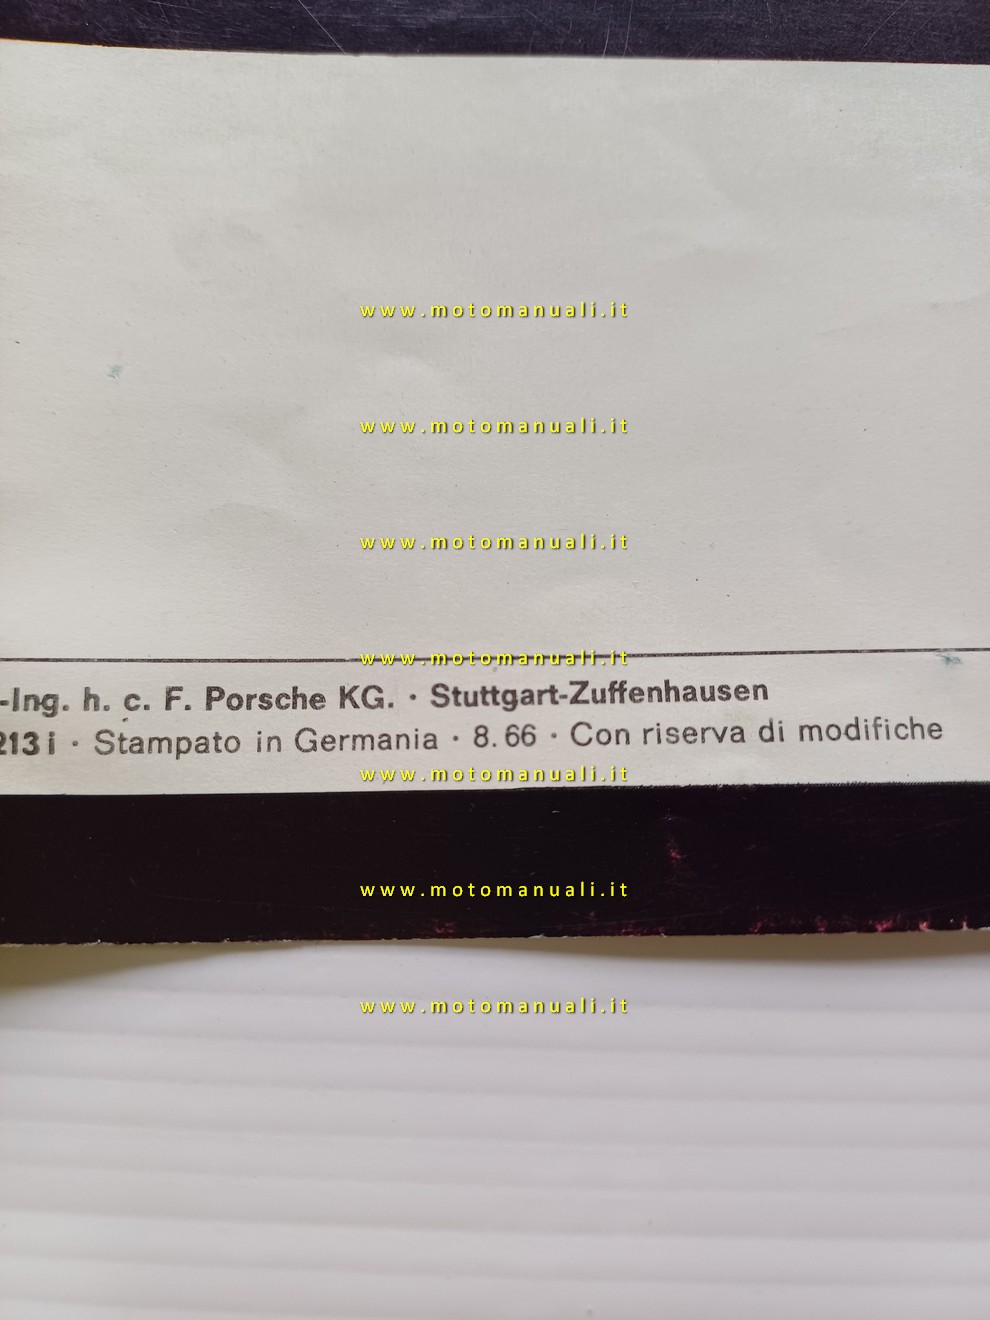 www.motomanuali.it
www.motomanuali.it
www.motomanuali.it
www.motomanuali.it
-Ing. h. c. F. Porsche KG. · Stuttgart-Zuffenhausen
213 i · Stampato in Germania · 8.66 · Con riserva di modifiche
www.motomanuali.it
www.motomanuali.it
www.motomanuali.it